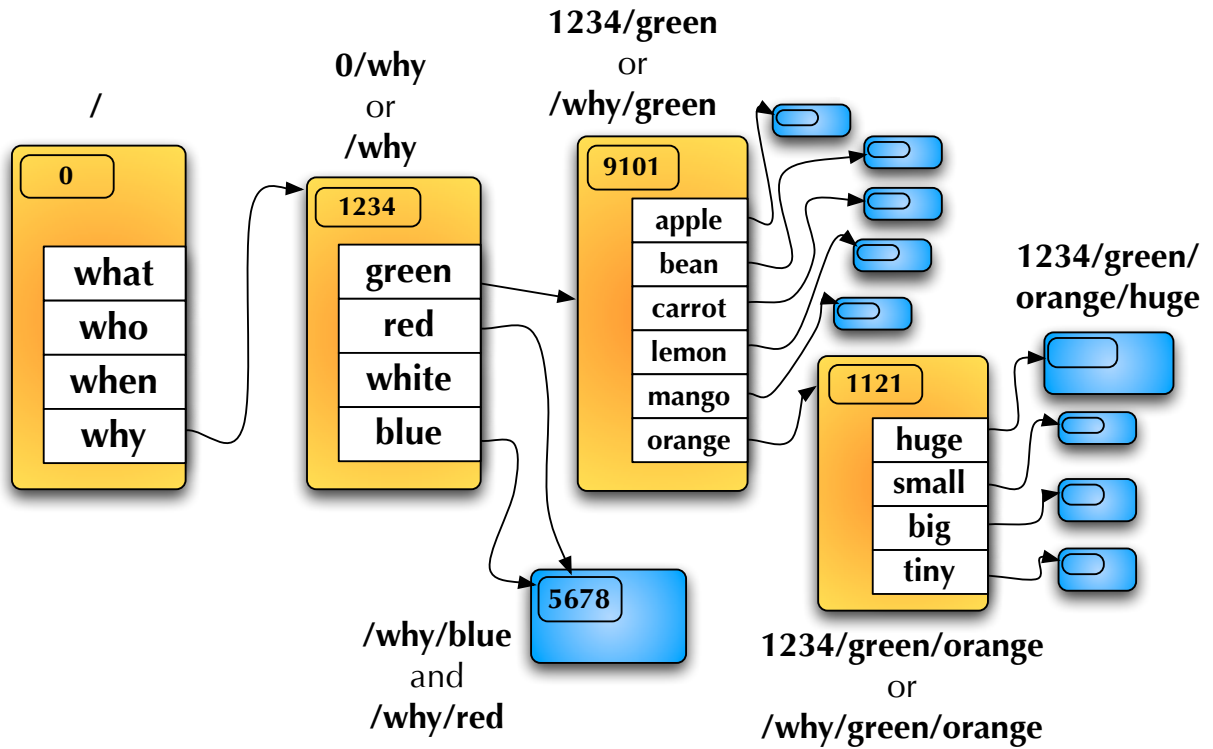 /
0
what
who
when
why
0/why
or
/why
1234
green
red
white
blue
1234/green
or
/why/green
9101
apple
bean
carrot
lemon
mango
orange
5678
/why/blue
and
/why/red
1121
huge
small
big
tiny
1234/green/orange
or
/why/green/orange
1234/green/
orange/huge